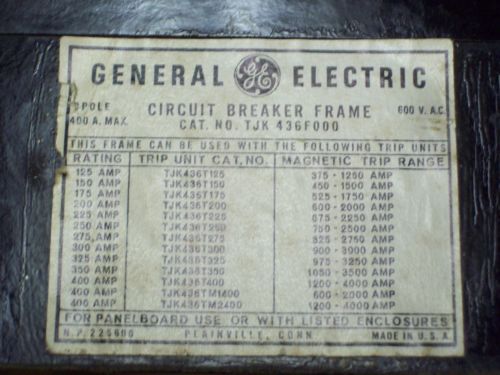 GENERAL GE ELECTRIC
3 POLE CIRCUIT BREAKER FRAME 600 V. A.C.
400 A. MAX. CAT. NO. TJK 436F000
THIS FRAME CAN BE USED WITH THE FOLLOWING TRIP UNITS
RATING TRIP UNIT CAT. NO. MAGNETIC TRIP RANGE
125 AMP TJK436T125 375 - 1250 AMP
150 AMP TJK436T150 450 - 1500 AMP
175 AMP TJK436T175 525 - 1750 AMP
200 AMP TJK436T200 600 - 2000 AMP
225 AMP TJK436T225 675 - 2250 AMP
250 AMP TJK436T250 750 - 2500 AMP
275 AMP TJK436T275 825 - 2750 AMP
300 AMP TJK436T300 900 - 3000 AMP
325 AMP TJK436T325 975 - 3250 AMP
350 AMP TJK436T350 1050 - 3500 AMP
400 AMP TJK436T400 1200 - 4000 AMP
400 AMP TJK436TM1400 600 - 2000 AMP
400 AMP TJK436TM2400 1200 - 4000 AMP
FOR PANELBOARD USE OR WITH LISTED ENCLOSURES
N.P. PLAINVILLE, CONN. MADE IN U.S.A.